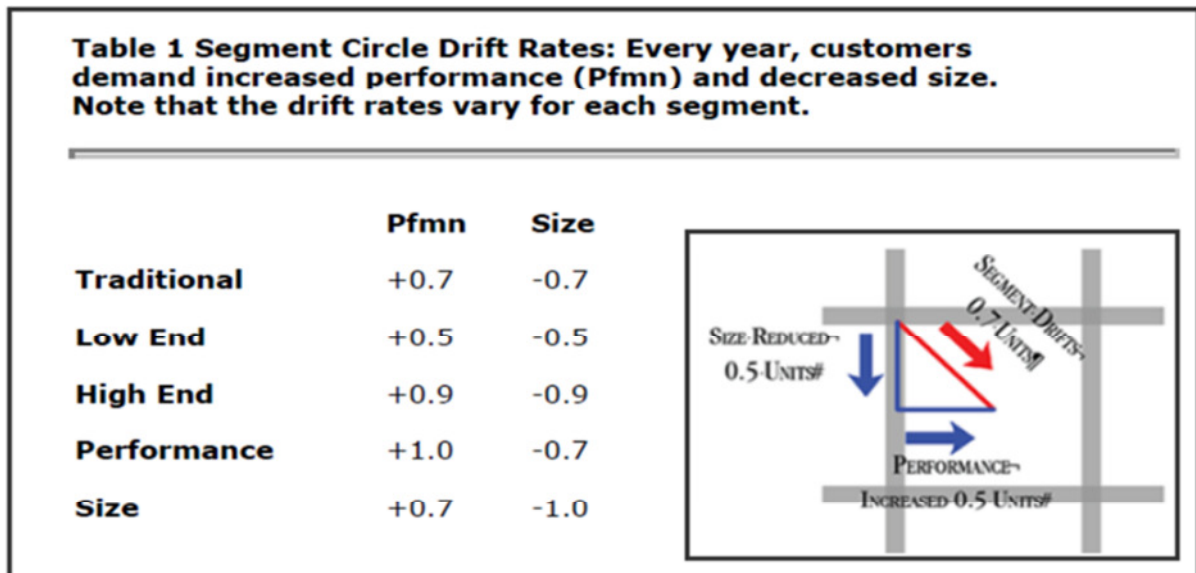 Table 1 Segment Circle Drift Rates: Every year, customers
demand increased performance (Pfmn) and decreased size.
Note that the drift rates vary for each segment.
Pfmn Size
Traditional +0.7 -0.7
Low End +0.5 -0.5
High End +0.9 -0.9
Performance +1.0 -0.7
Size +0.7 -1.0
SEGMENT·DRIFTS¬
0.7·UNITS¶
SIZE·REDUCED¬
0.5·UNITS#
PERFORMANCE¬
INCREASED·0.5·UNITS#